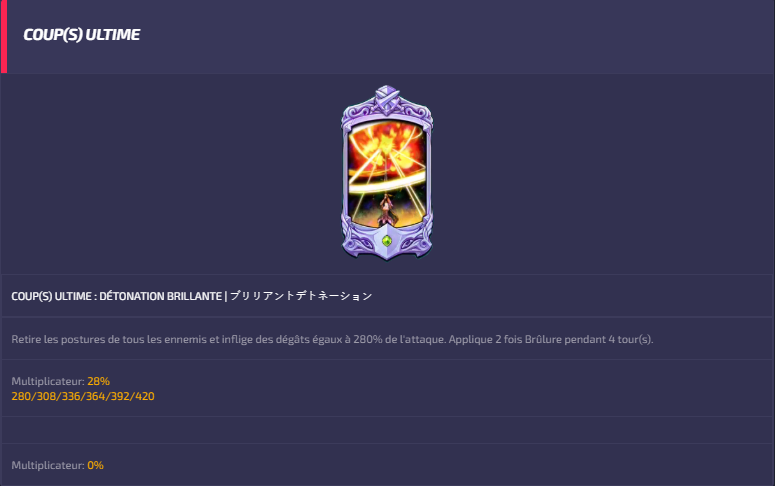 COUP(S) ULTIME
COUP(S) ULTIME : DÉTONATION BRILLANTE | ブリリアントデトネーション
Retire les postures de tous les ennemis et inflige des dégâts égaux à 280% de l'attaque. Applique 2 fois Brûlure pendant 4 tour(s).
Multiplicateur: 28%
280/308/336/364/392/420
Multiplicateur: 0%